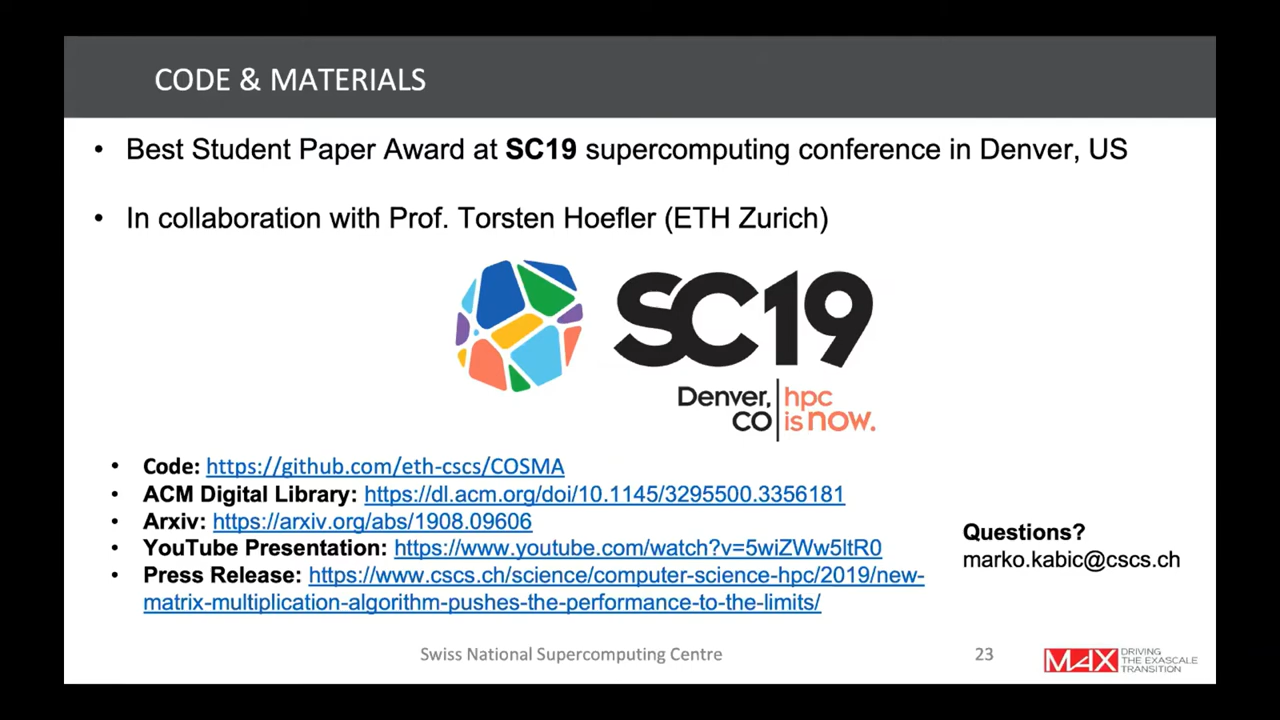 CODE & MATERIALS
• Best Student Paper Award at SC19 supercomputing conference in Denver, US
• In collaboration with Prof. Torsten Hoefler (ETH Zurich)
SC19
Denver, CO
hpc is now.
• Code: https://github.com/eth-cscs/COSMA
• ACM Digital Library: https://dl.acm.org/doi/10.1145/3295500.3356181
• Arxiv: https://arxiv.org/abs/1908.09606
• YouTube Presentation: https://www.youtube.com/watch?v=5wiZWw5ltR0
• Press Release: https://www.cscs.ch/science/computer-science-hpc/2019/new-
matrix-multiplication-algorithm-pushes-the-performance-to-the-limits/
Questions?
marko.kabic@cscs.ch
Swiss National Supercomputing Centre
23
MAX
DRIVING
THE EXASCALE
TRANSITION